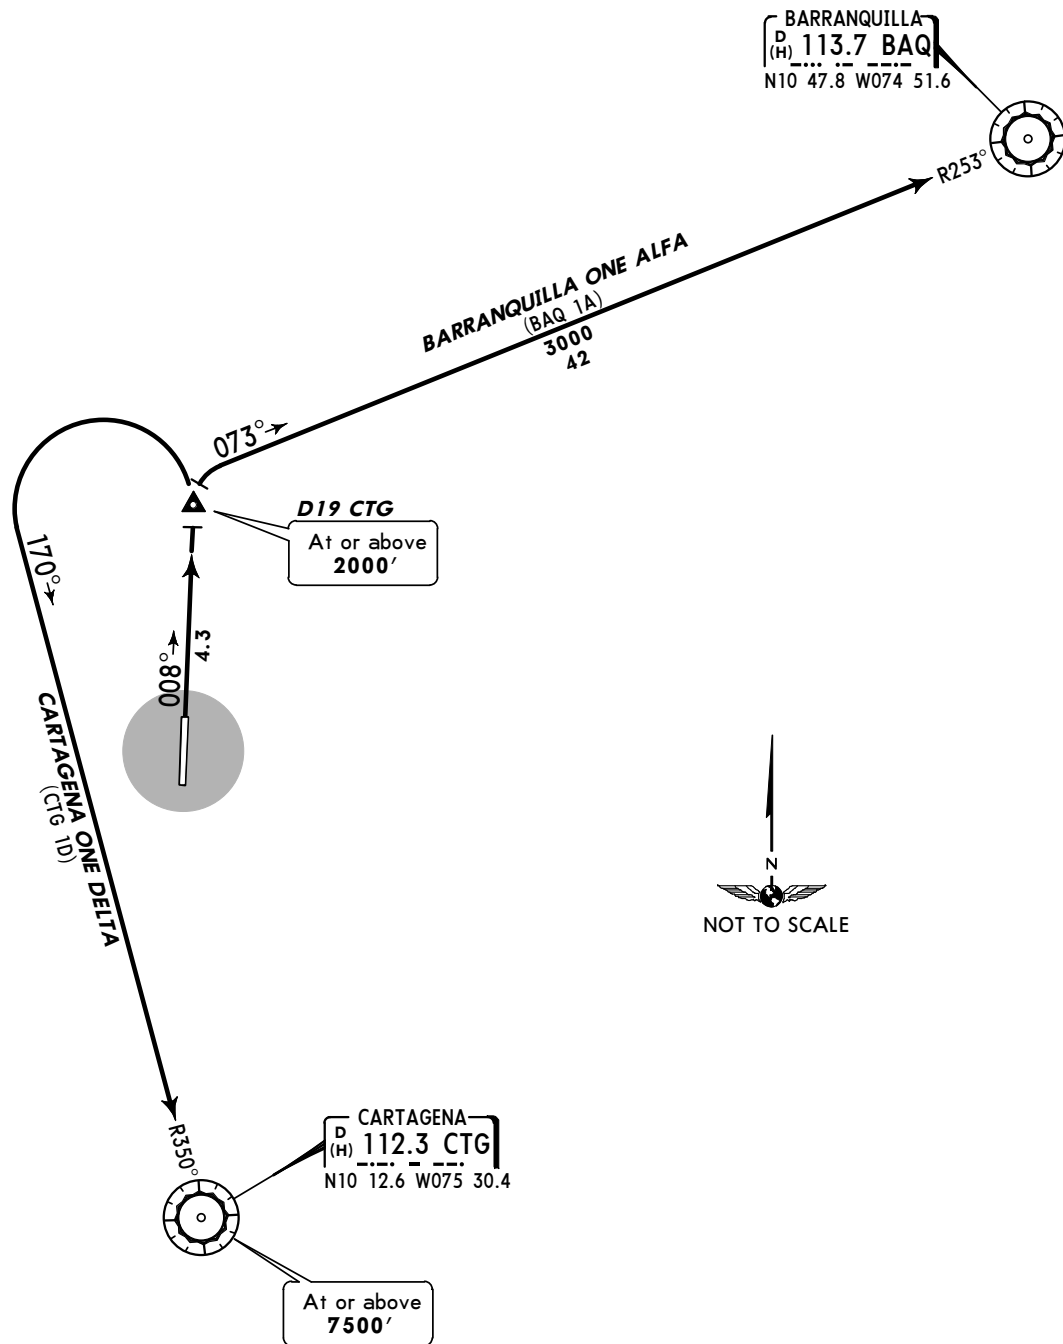 BARRANQUILLA
D
(H) 113.7 BAQ
N10 47.8 W074 51.6
R253°
BARRANQUILLA ONE ALFA
(BAQ 1A)
3000
42
073°
D19 CTG
At or above
2000'
170°
4.3
008°
CARTAGENA ONE DELTA
(CTG 1D)
N
NOT TO SCALE
R350°
CARTAGENA
D
(H) 112.3 CTG
N10 12.6 W075 30.4
At or above
7500'